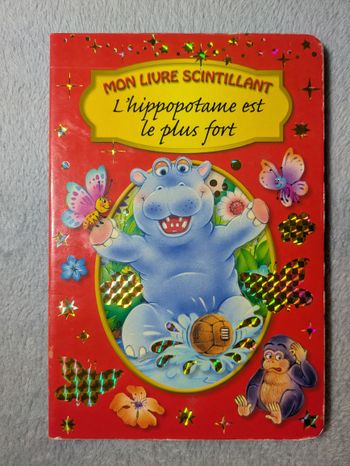 MON LIVRE SCINTILLANT
L'hippopotame est
le plus fort